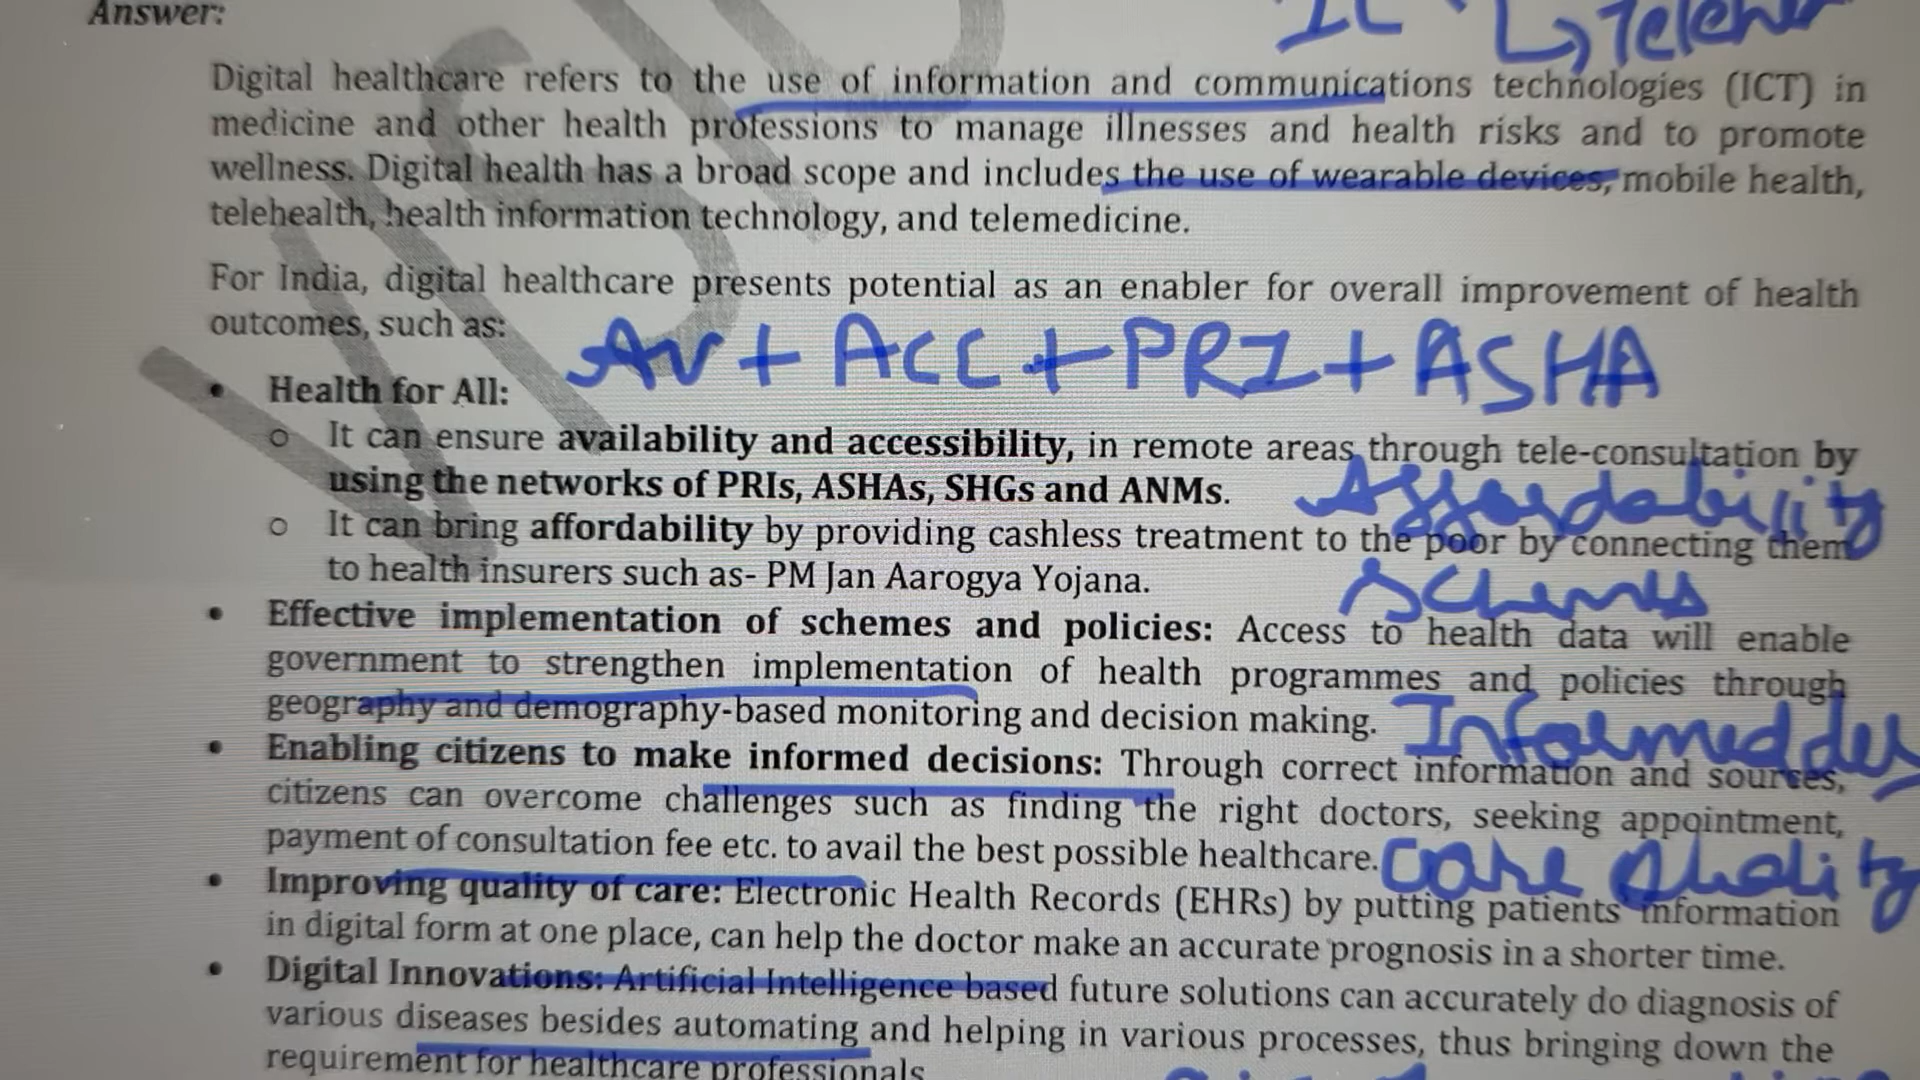 Answer:
Digital healthcare refers to the use of information and communications technologies (ICT) in
medicine and other health professions to manage illnesses and health risks and to promote
wellness. Digital health has a broad scope and includes the use of wearable devices, mobile health,
telehealth, health information technology, and telemedicine.
For India, digital healthcare presents potential as an enabler for overall improvement of health
outcomes, such as:
AV + ACC + PRI + ASHA
• Health for All:
o It can ensure availability and accessibility, in remote areas through tele-consultation by
using the networks of PRIs, ASHAs, SHGs and ANMs.
Affordability
o It can bring affordability by providing cashless treatment to the poor by connecting them
to health insurers such as- PM Jan Aarogya Yojana.
Schemes
• Effective implementation of schemes and policies: Access to health data will enable
government to strengthen implementation of health programmes and policies through
geography and demography-based monitoring and decision making.
Informed
• Enabling citizens to make informed decisions: Through correct information and sources,
citizens can overcome challenges such as finding the right doctors, seeking appointment,
payment of consultation fee etc. to avail the best possible healthcare.
Care Quality
• Improving quality of care: Electronic Health Records (EHRs) by putting patients information
in digital form at one place, can help the doctor make an accurate prognosis in a shorter time.
• Digital Innovations: Artificial Intelligence based future solutions can accurately do diagnosis of
various diseases besides automating and helping in various processes, thus bringing down the
requirement for healthcare professionals